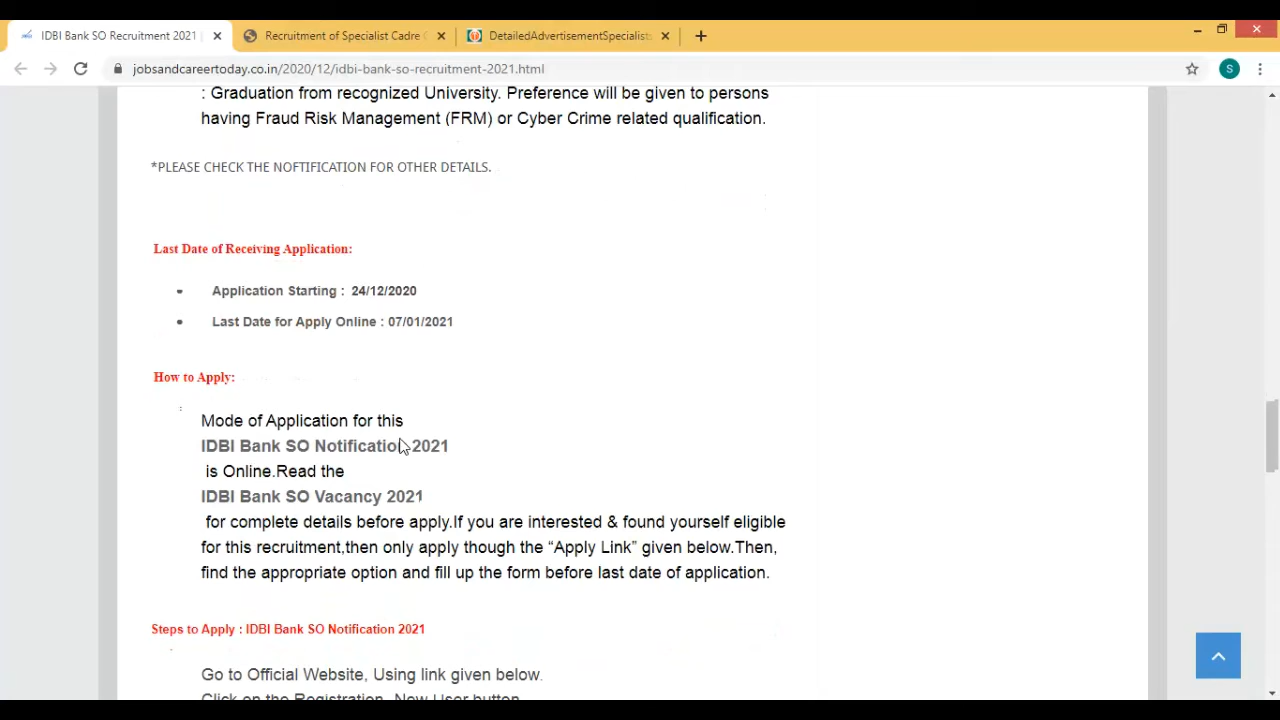 IDBI Bank SO Recruitment 2021
Recruitment of Specialist Cadre
DetailedAdvertisementSpecialist
jobsandcareertoday.co.in/2020/12/idbi-bank-so-recruitment-2021.html
S
: Graduation from recognized University. Preference will be given to persons
having Fraud Risk Management (FRM) or Cyber Crime related qualification.
*PLEASE CHECK THE NOFTIFICATION FOR OTHER DETAILS.
Last Date of Receiving Application:
Application Starting : 24/12/2020
Last Date for Apply Online : 07/01/2021
How to Apply:
Mode of Application for this
IDBI Bank SO Notification 2021
is Online.Read the
IDBI Bank SO Vacancy 2021
for complete details before apply.If you are interested & found yourself eligible
for this recruitment,then only apply though the “Apply Link” given below.Then,
find the appropriate option and fill up the form before last date of application.
Steps to Apply : IDBI Bank SO Notification 2021
Go to Official Website, Using link given below.
Click on the Registration, Now User button